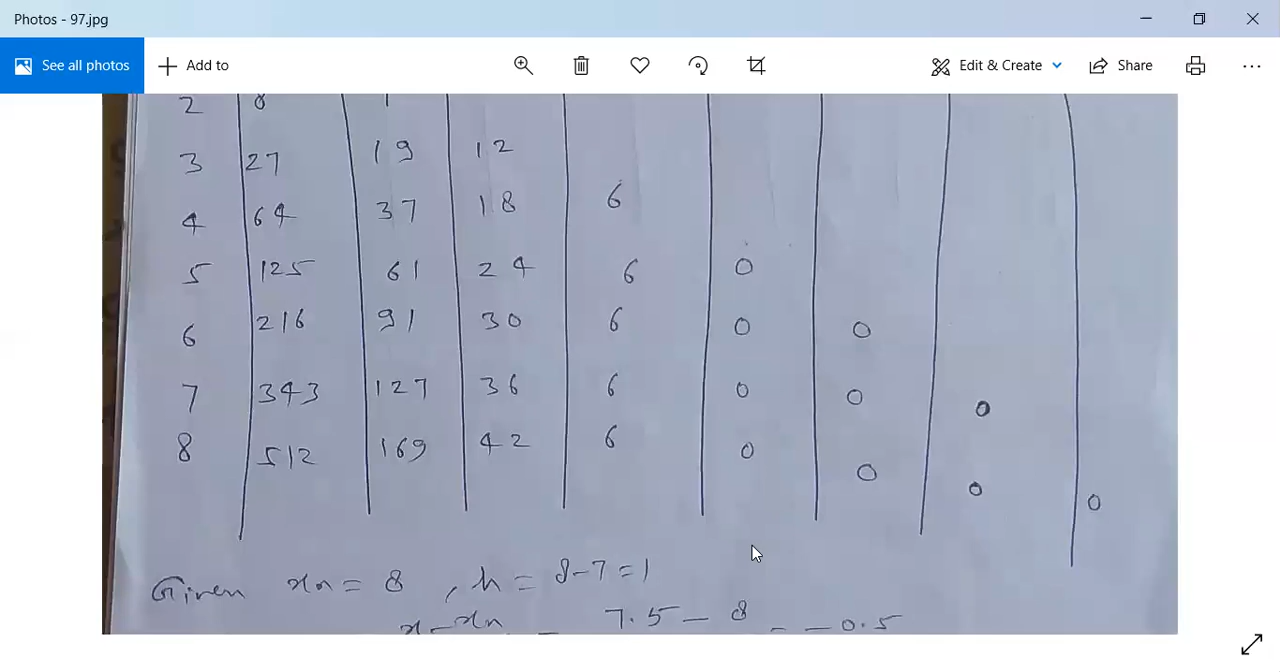 Photos - 97.jpg
See all photos
Add to
Edit & Create
Share
2 8 1
3 27 19 12
4 64 37 18 6
5 125 61 24 6 0
6 216 91 30 6 0 0
7 343 127 36 6 0 0 0
8 512 169 42 6 0 0 0 0
Given xn = 8 , h = 8-7=1
x-xn = 7.5-8 = -0.5